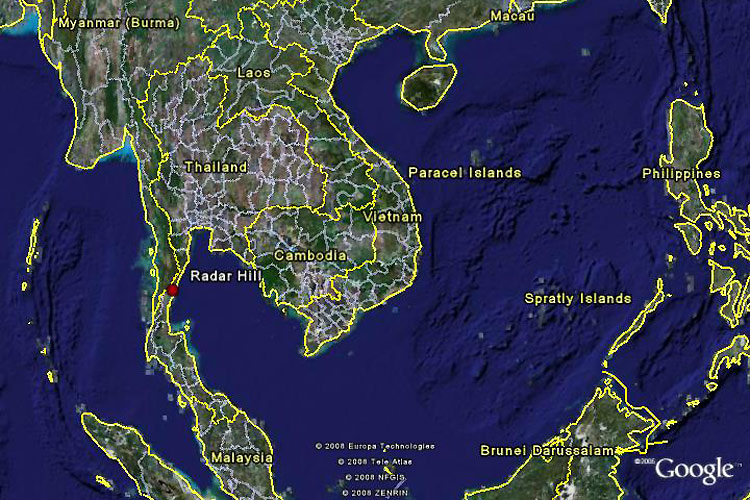 Macau
Myanmar (Burma)
Laos
Thailand
Paracel Islands
Philippines
Vietnam
Cambodia
Radar Hill
Spratly Islands
© 2008 Europa Technologies
Brunei Darussalam
Malaysia
© 2008 Tele Atlas
©2008 Google
© 2008 NFGIS
© 2008 ZENRIN